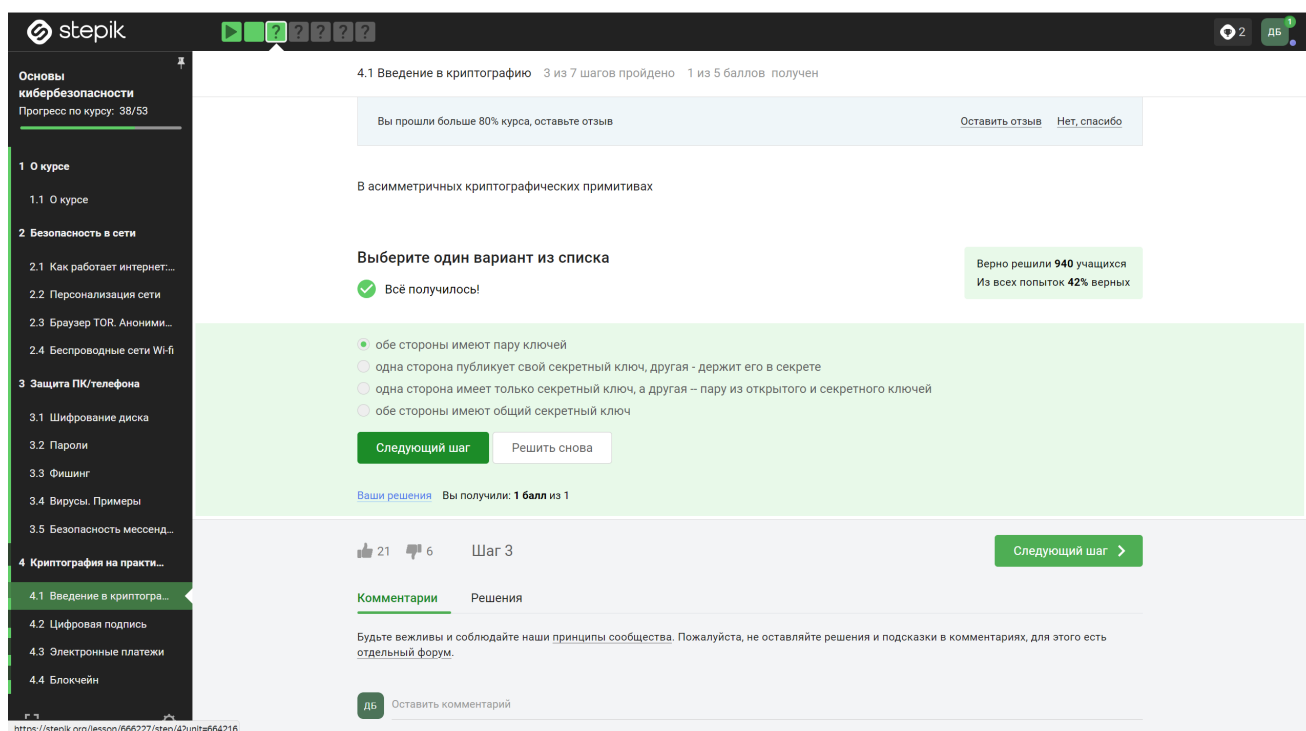 stepik
? ? ? ? ?
2
ДБ
1
Основы
кибербезопасности
Прогресс по курсу: 38/53
1 О курсе
1.1 О курсе
2 Безопасность в сети
2.1 Как работает интернет:...
2.2 Персонализация сети
2.3 Браузер TOR. Аноними...
2.4 Беспроводные сети Wi-fi
3 Защита ПК/телефона
3.1 Шифрование диска
3.2 Пароли
3.3 Фишинг
3.4 Вирусы. Примеры
3.5 Безопасность мессенд...
4 Криптография на практи...
4.1 Введение в криптогра...
4.2 Цифровая подпись
4.3 Электронные платежи
4.4 Блокчейн
https://stepik.org/lesson/666227/step/4?unit=664216
4.1 Введение в криптографию 3 из 7 шагов пройдено 1 из 5 баллов получен
Вы прошли больше 80% курса, оставьте отзыв Оставить отзыв Нет, спасибо
В асимметричных криптографических примитивах
Выберите один вариант из списка
Всё получилось!
Верно решили 940 учащихся
Из всех попыток 42% верных
обе стороны имеют пару ключей
одна сторона публикует свой секретный ключ, другая - держит его в секрете
одна сторона имеет только секретный ключ, а другая -- пару из открытого и секретного ключей
обе стороны имеют общий секретный ключ
Следующий шаг Решить снова
Ваши решения Вы получили: 1 балл из 1
21 6 Шаг 3 Следующий шаг
Комментарии Решения
Будьте вежливы и соблюдайте наши принципы сообщества. Пожалуйста, не оставляйте решения и подсказки в комментариях, для этого есть
отдельный форум.
ДБ Оставить комментарий